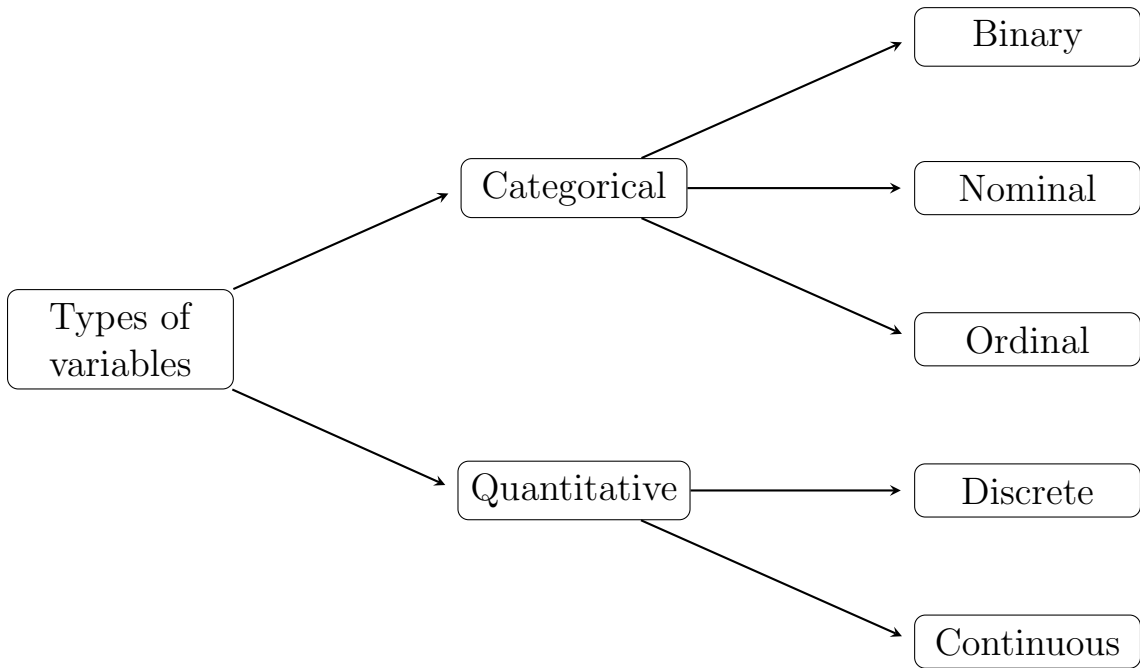 Binary
Categorical
Nominal
Types of
variables
Ordinal
Quantitative
Discrete
Continuous